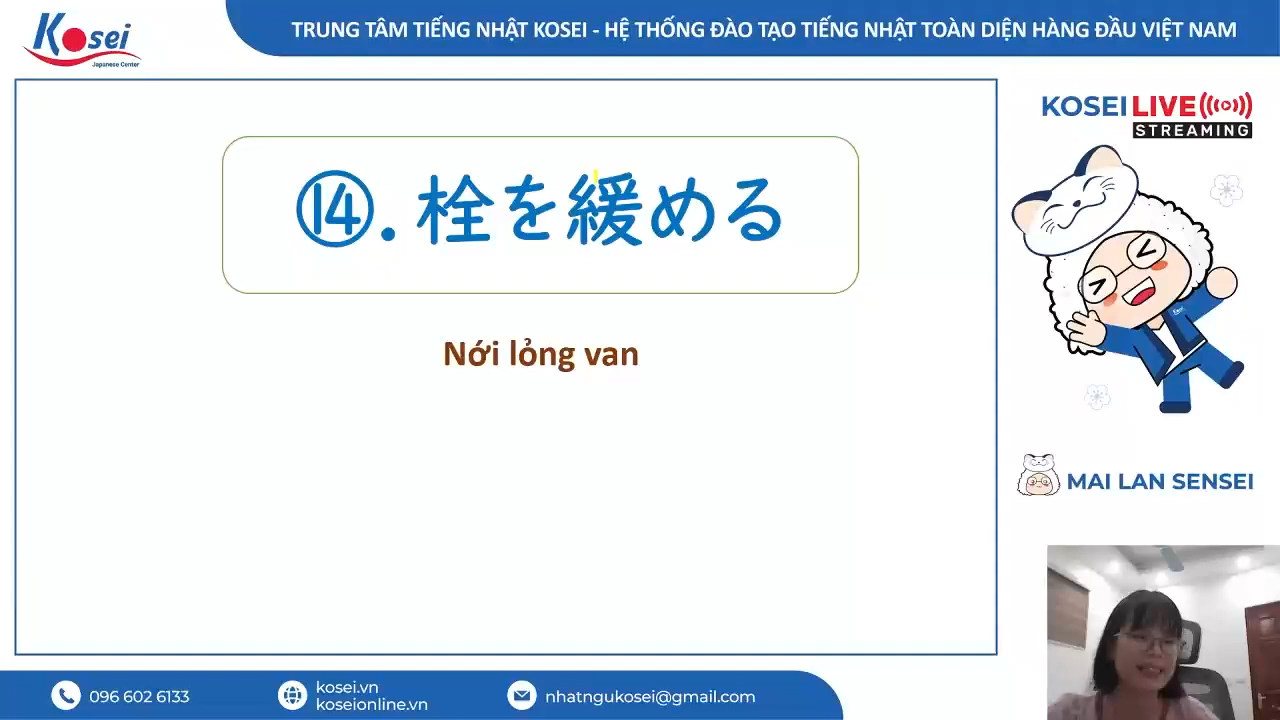 Kosei
Japanese Center
TRUNG TÂM TIẾNG NHẬT KOSEI - HỆ THỐNG ĐÀO TẠO TIẾNG NHẬT TOÀN DIỆN HÀNG ĐẦU VIỆT NAM
KOSEI LIVE
STREAMING
⑭. 栓を緩める
Nới lỏng van
MAI LAN SENSEI
096 602 6133
kosei.vn
koseionline.vn
nhatngukosei@gmail.com